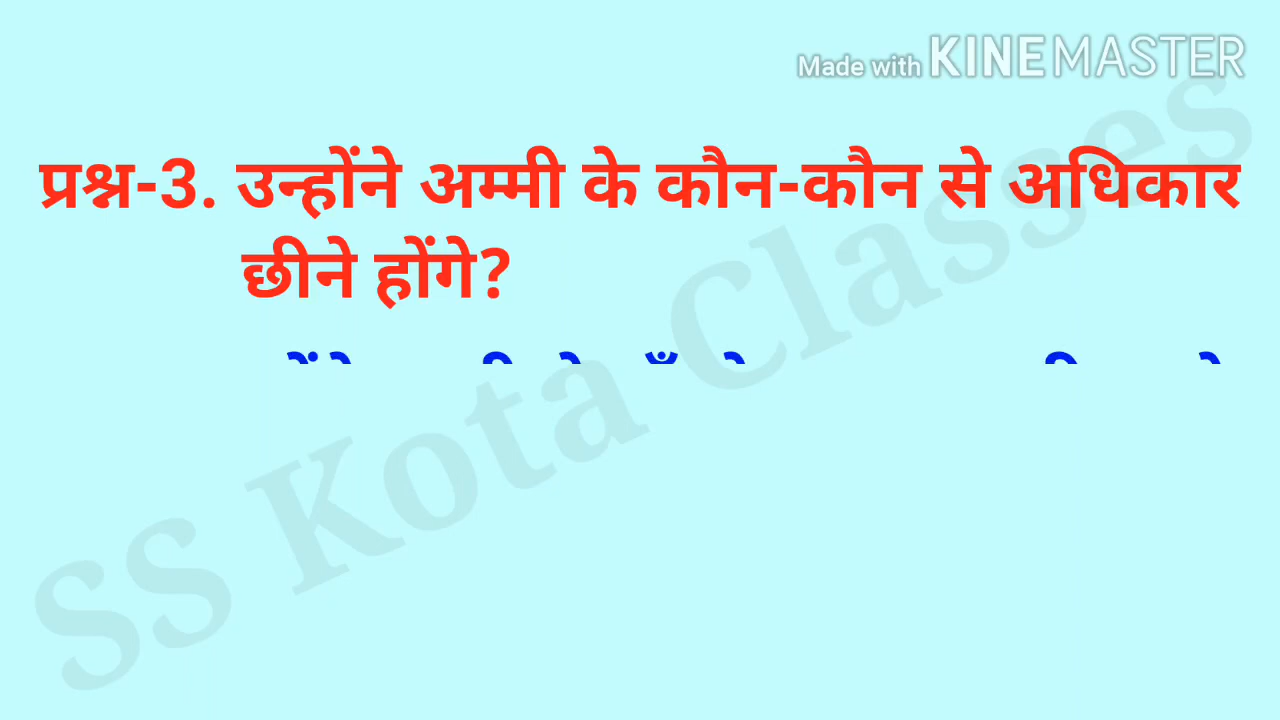 Made with KINEMASTER
प्रश्न-3. उन्होंने अम्मी के कौन-कौन से अधिकार
छीने होंगे?
SS Kota Classes